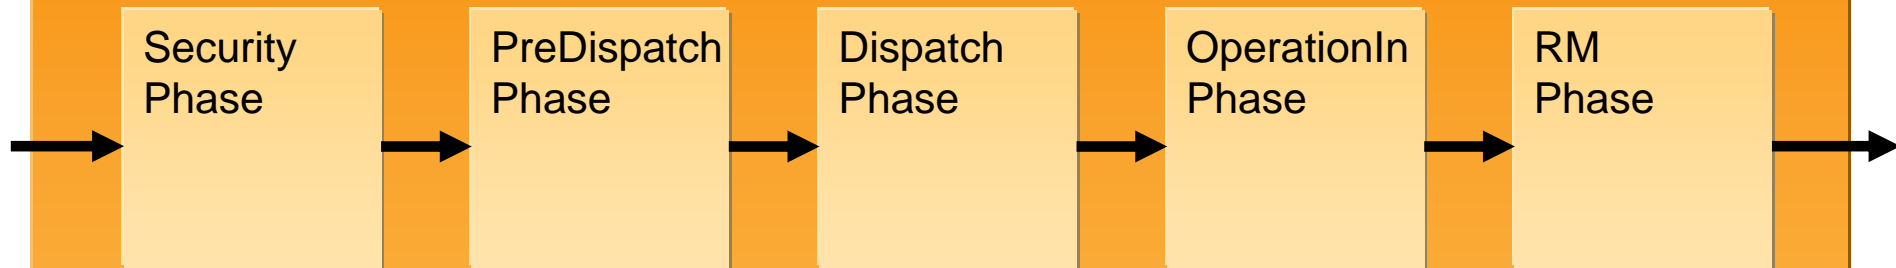 Security
Phase
PreDispatch
Phase
Dispatch
Phase
OperationIn
Phase
RM
Phase